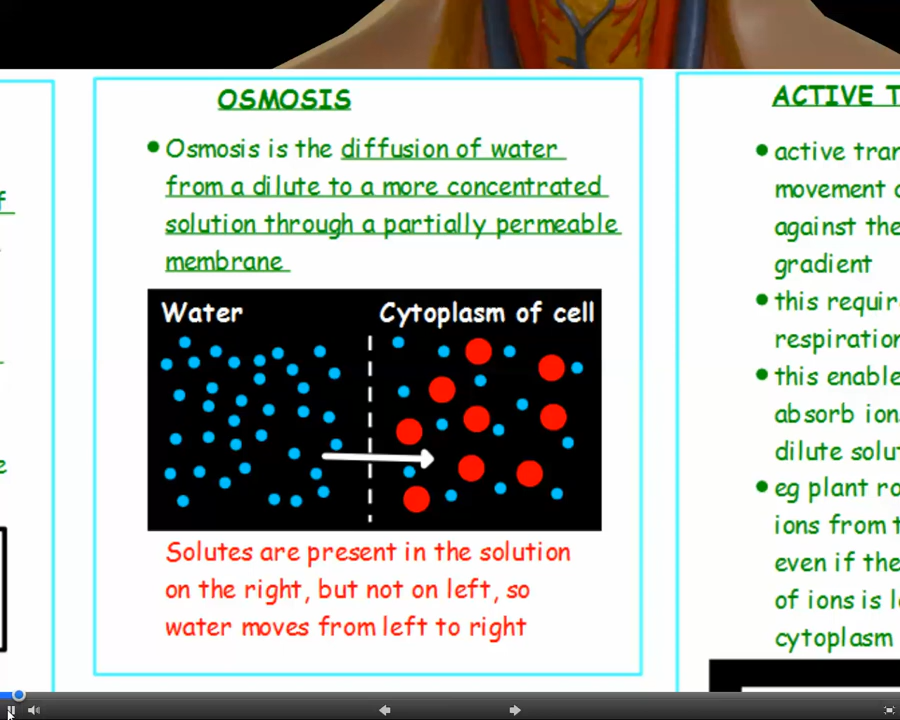 OSMOSIS
Osmosis is the diffusion of water
from a dilute to a more concentrated
solution through a partially permeable
membrane
Water
Cytoplasm of cell
Solutes are present in the solution
on the right, but not on left, so
water moves from left to right
ACTIVE T
active tran
movement o
against the
gradient
this requir
respiration
this enable
absorb ion
dilute solu
eg plant ro
ions from t
even if the
of ions is l
cytoplasm